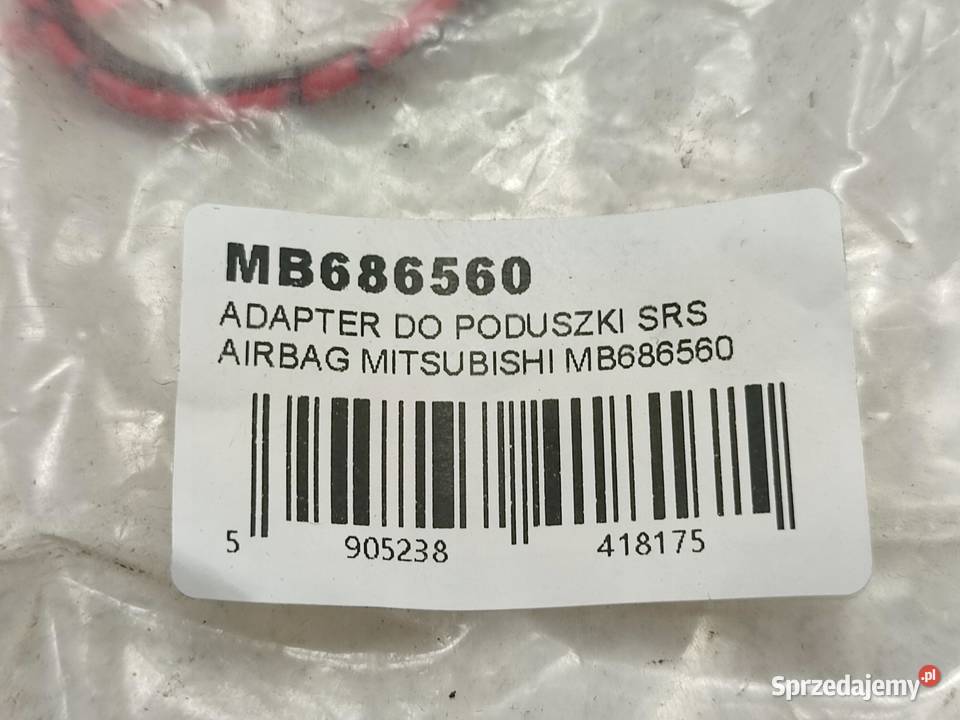 MB686560
ADAPTER DO PODUSZKI SRS
AIRBAG MITSUBISHI MB686560
5 905238 418175
Sprzedajemy.pl